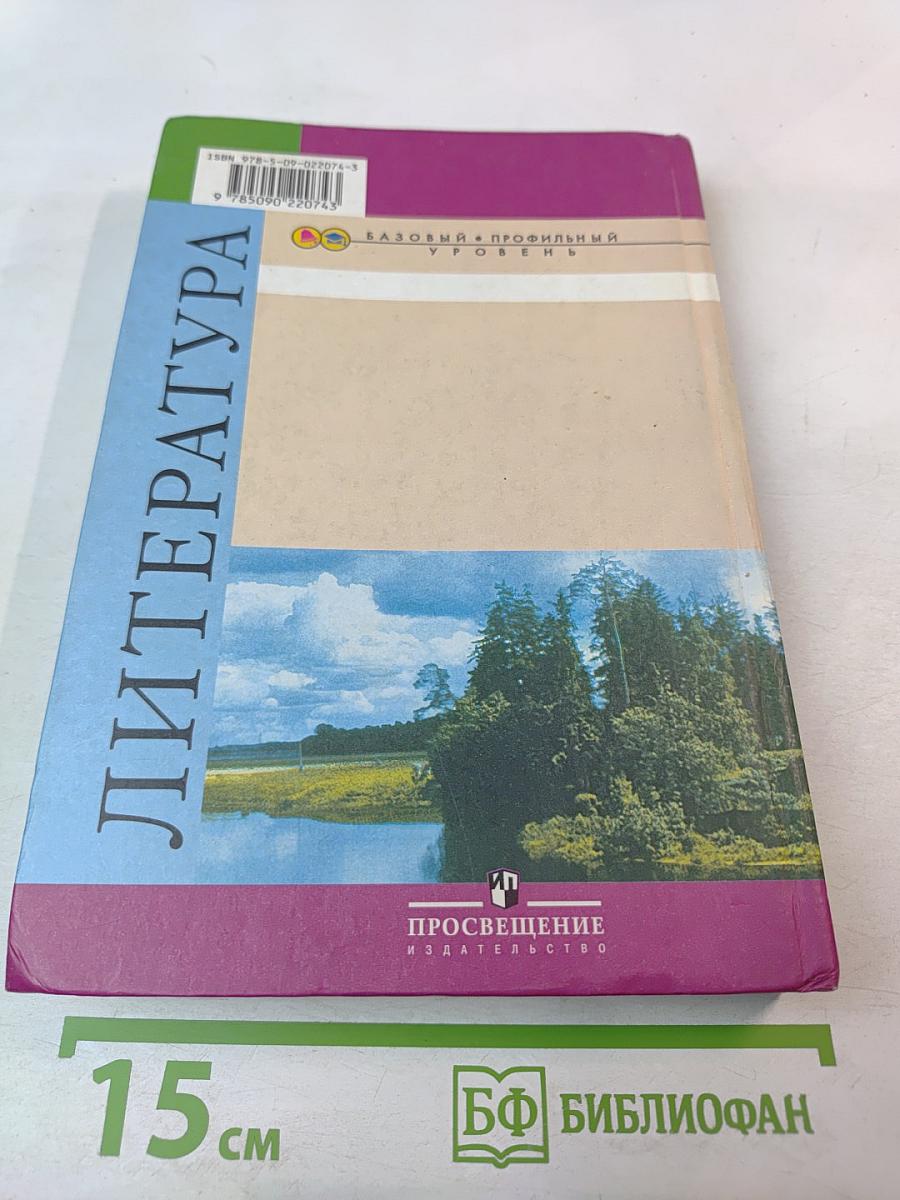 ISBN 978-5-09-022074-3
9 785090 220743
БАЗОВЫЙ • ПРОФИЛЬНЫЙ
УРОВЕНЬ
ЛИТЕРАТУРА
ИП
ПРОСВЕЩЕНИЕ
ИЗДАТЕЛЬСТВО
15 см
БФ БИБЛИОФАН